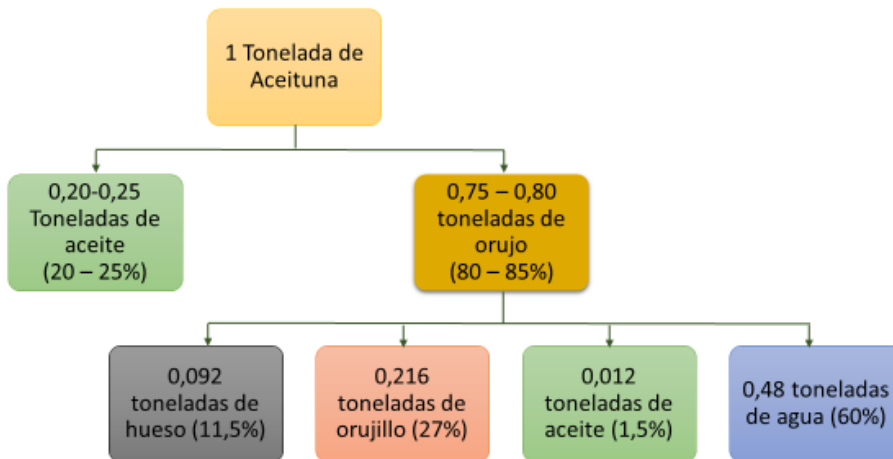 1 Tonelada de
Aceituna
0,20-0,25
Toneladas de
aceite
(20 – 25%)
0,75 – 0,80
toneladas de
orujo
(80 – 85%)
0,092
toneladas de
hueso (11,5%)
0,216
toneladas de
orujillo (27%)
0,012
toneladas de
aceite (1,5%)
0,48 toneladas
de agua (60%)